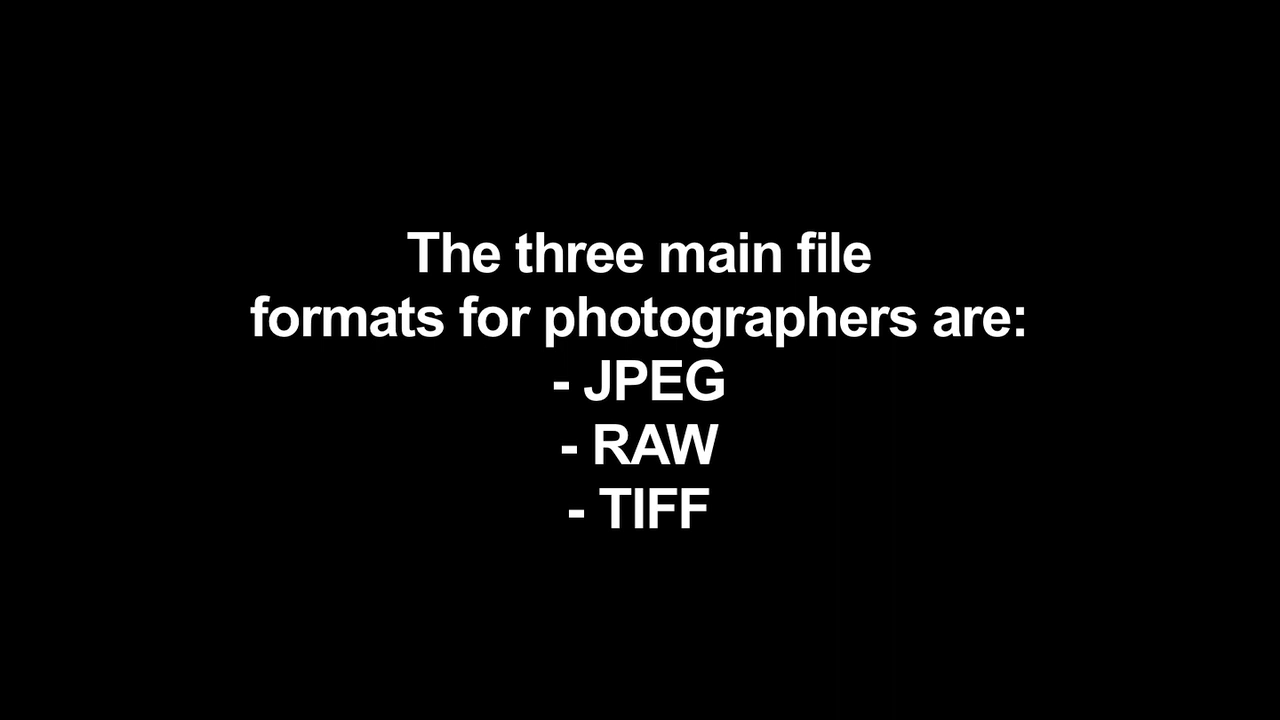 The three main file
formats for photographers are:
- JPEG
- RAW
- TIFF